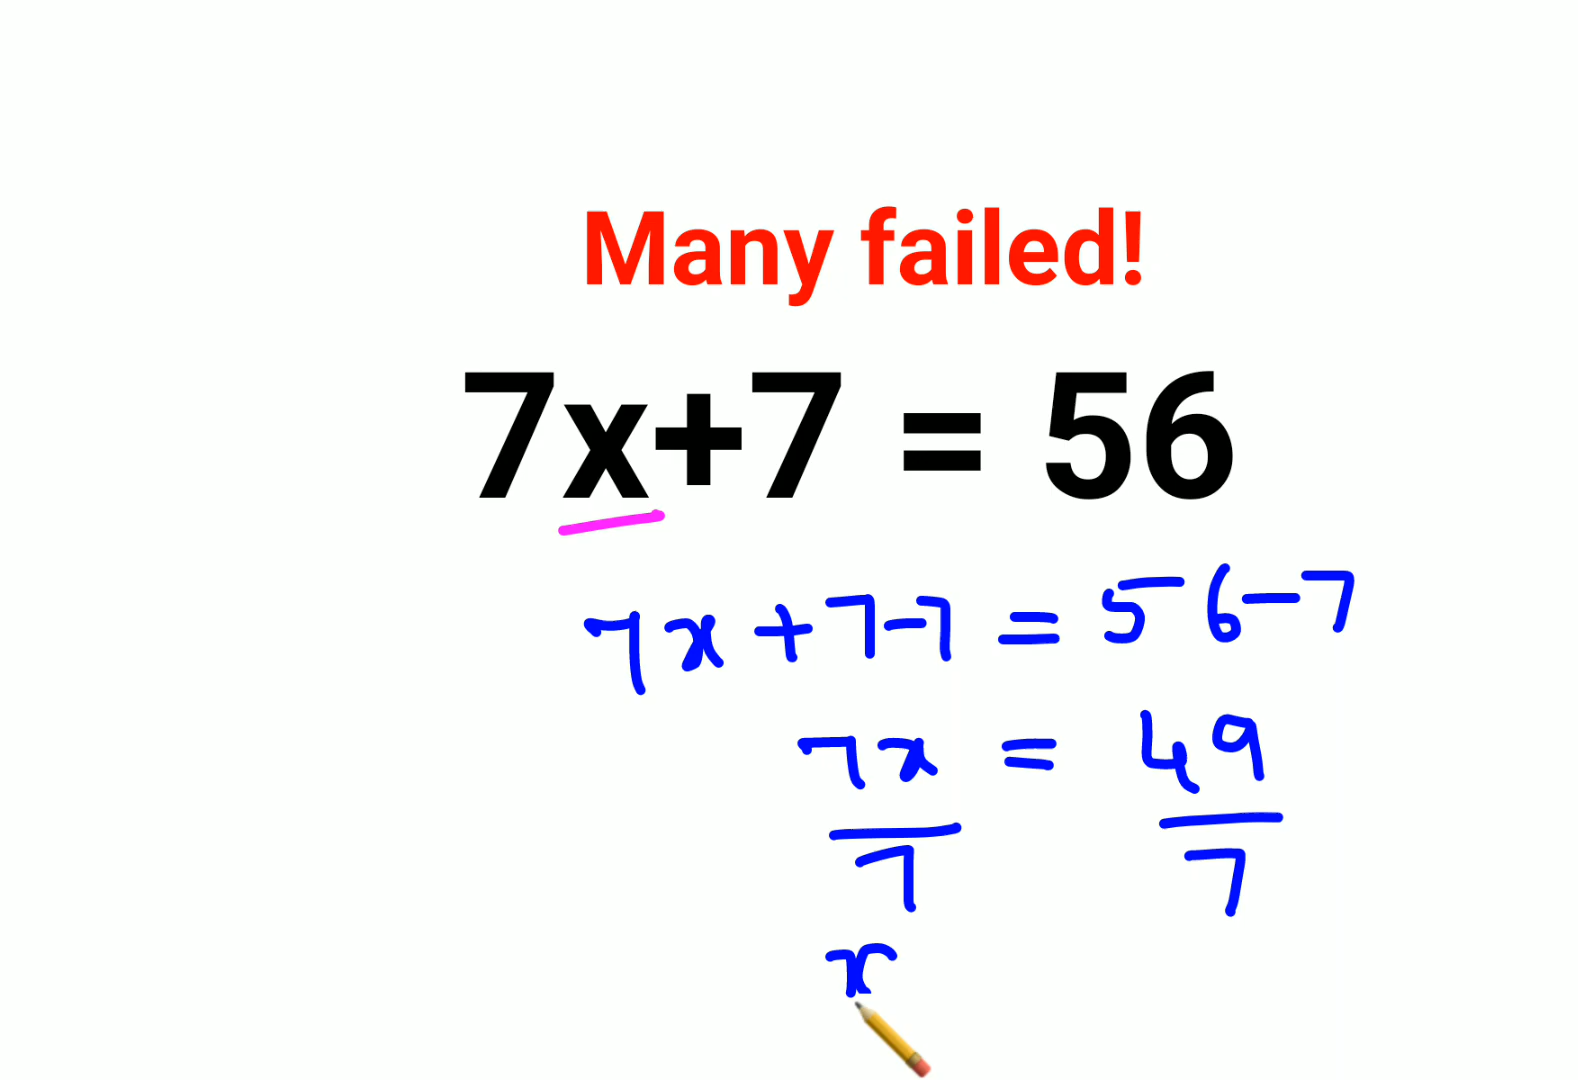 Many failed!
7x+7 = 56
7x+7-7 = 56-7
7x = 49
7 7
x